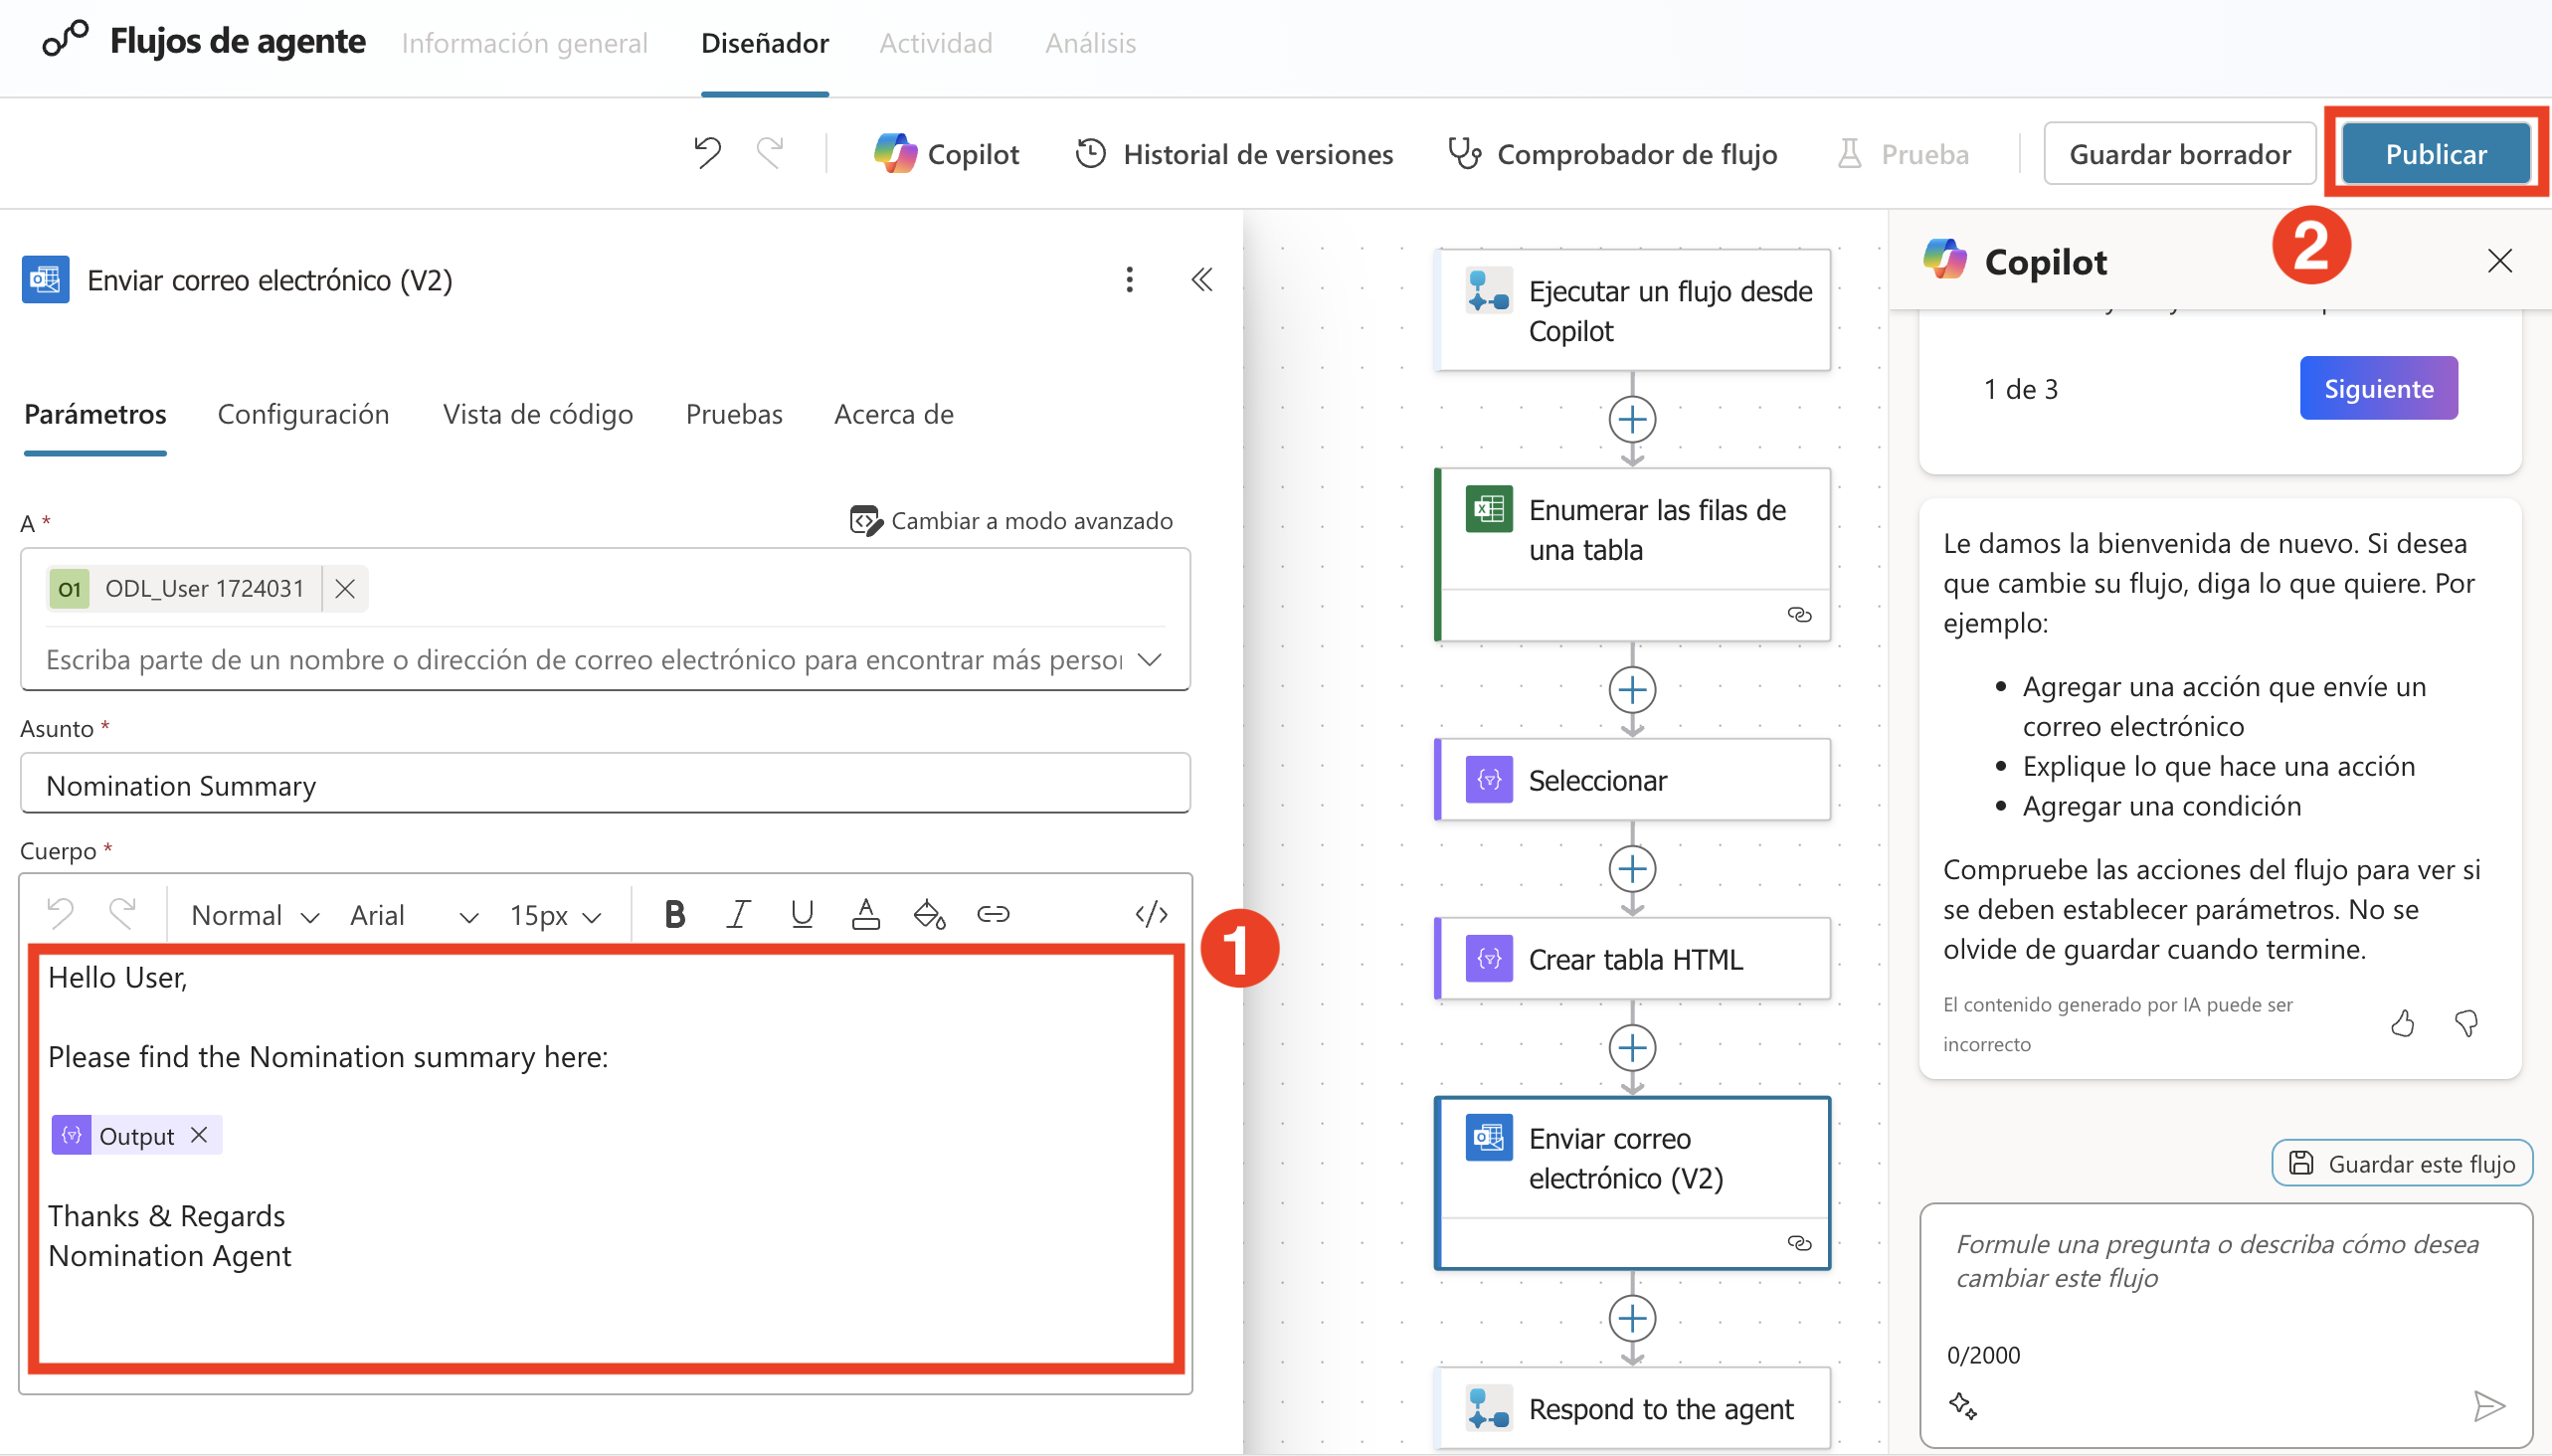 Flujos de agente
Información general
Diseñador
Actividad
Análisis
Copilot
Historial de versiones
Comprobador de flujo
Prueba
Guardar borrador
Publicar
2
Enviar correo electrónico (V2)
Parámetros
Configuración
Vista de código
Pruebas
Acerca de
A *
Cambiar a modo avanzado
O1 ODL_User 1724031
Escriba parte de un nombre o dirección de correo electrónico para encontrar más
Asunto *
Nomination Summary
Cuerpo *
Normal
Arial
15px
1
Hello User,
Please find the Nomination summary here:
Output
Thanks & Regards
Nomination Agent
Ejecutar un flujo desde
Copilot
Enumerar las filas de
una tabla
Seleccionar
Crear tabla HTML
Enviar correo
electrónico (V2)
Respond to the agent
Copilot
1 de 3
Siguiente
Le damos la bienvenida de nuevo. Si desea
que cambie su flujo, diga lo que quiere. Por
ejemplo:
• Agregar una acción que envíe un
correo electrónico
• Explique lo que hace una acción
• Agregar una condición
Compruebe las acciones del flujo para ver si
se deben establecer parámetros. No se
olvide de guardar cuando termine.
El contenido generado por IA puede ser
incorrecto
Guardar este flujo
Formule una pregunta o describa cómo desea
cambiar este flujo
0/2000